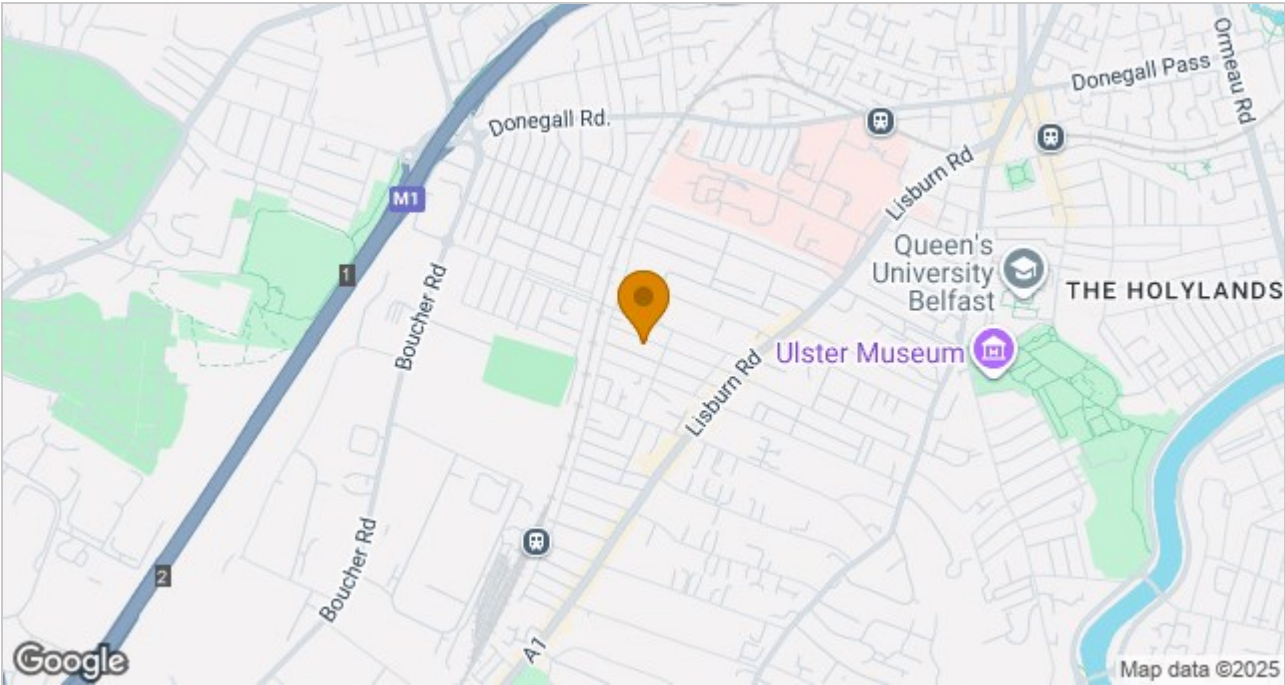 Ormeau Rd
Donegall Pass
Donegall Rd.
Lisburn Rd
M1
Queen's
University
Belfast
THE HOLYLANDS
1
Boucher Rd
Ulster Museum
Lisburn Rd
Boucher Rd
2
A1
Google
Map data ©2025